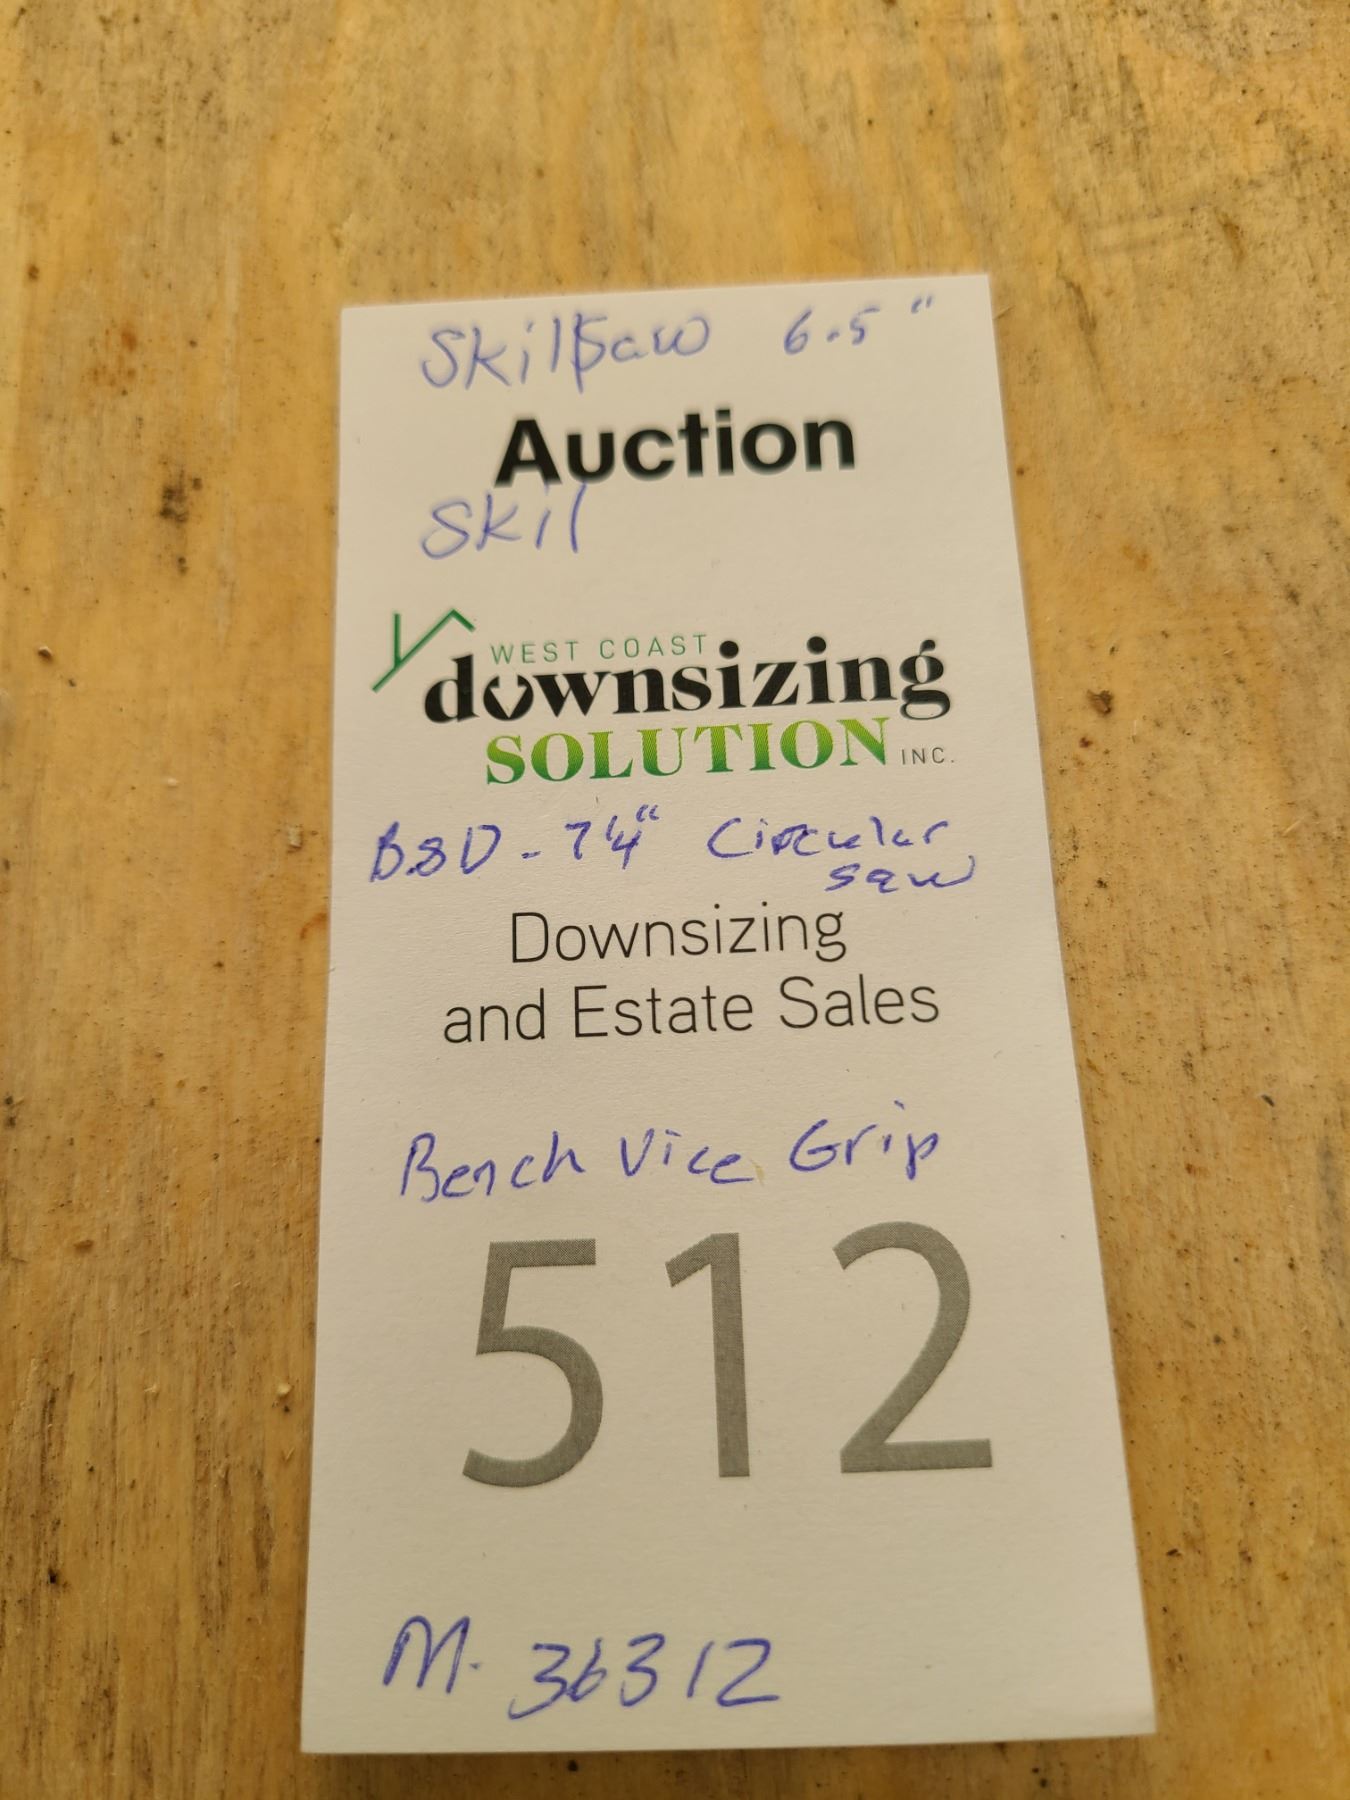 SkilSaw 6.5"
Auction
Skil
WEST COAST
downsizing
SOLUTION INC.
B&D - 7¼" Circular
saw
Downsizing
and Estate Sales
Bench Vice Grip
512
M. 36312